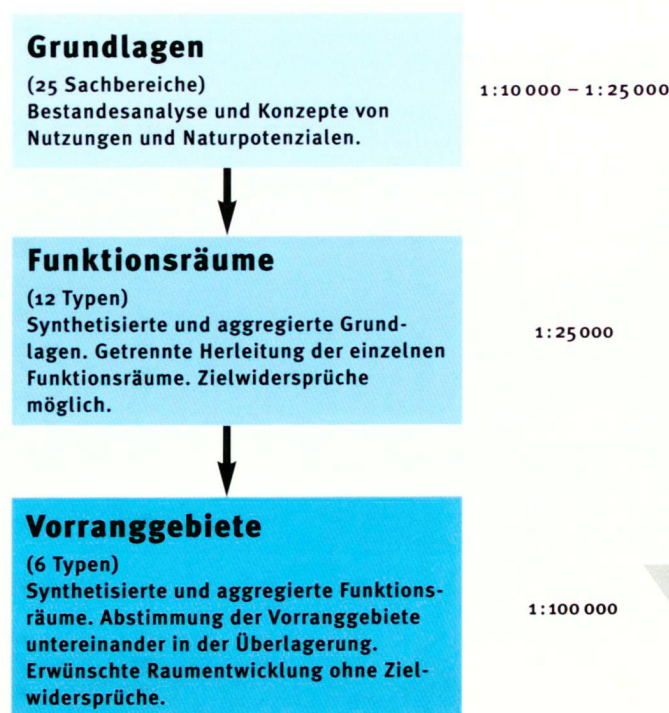 Grundlagen
(25 Sachbereiche)
Bestandesanalyse und Konzepte von
Nutzungen und Naturpotenzialen.
1:10 000 – 1:25 000
Funktionsräume
(12 Typen)
Synthetisierte und aggregierte Grund-
lagen. Getrennte Herleitung der einzelnen
Funktionsräume. Zielwidersprüche
möglich.
1:25 000
Vorranggebiete
(6 Typen)
Synthetisierte und aggregierte Funktions-
räume. Abstimmung der Vorranggebiete
untereinander in der Überlagerung.
Erwünschte Raumentwicklung ohne Ziel-
widersprüche.
1:100 000